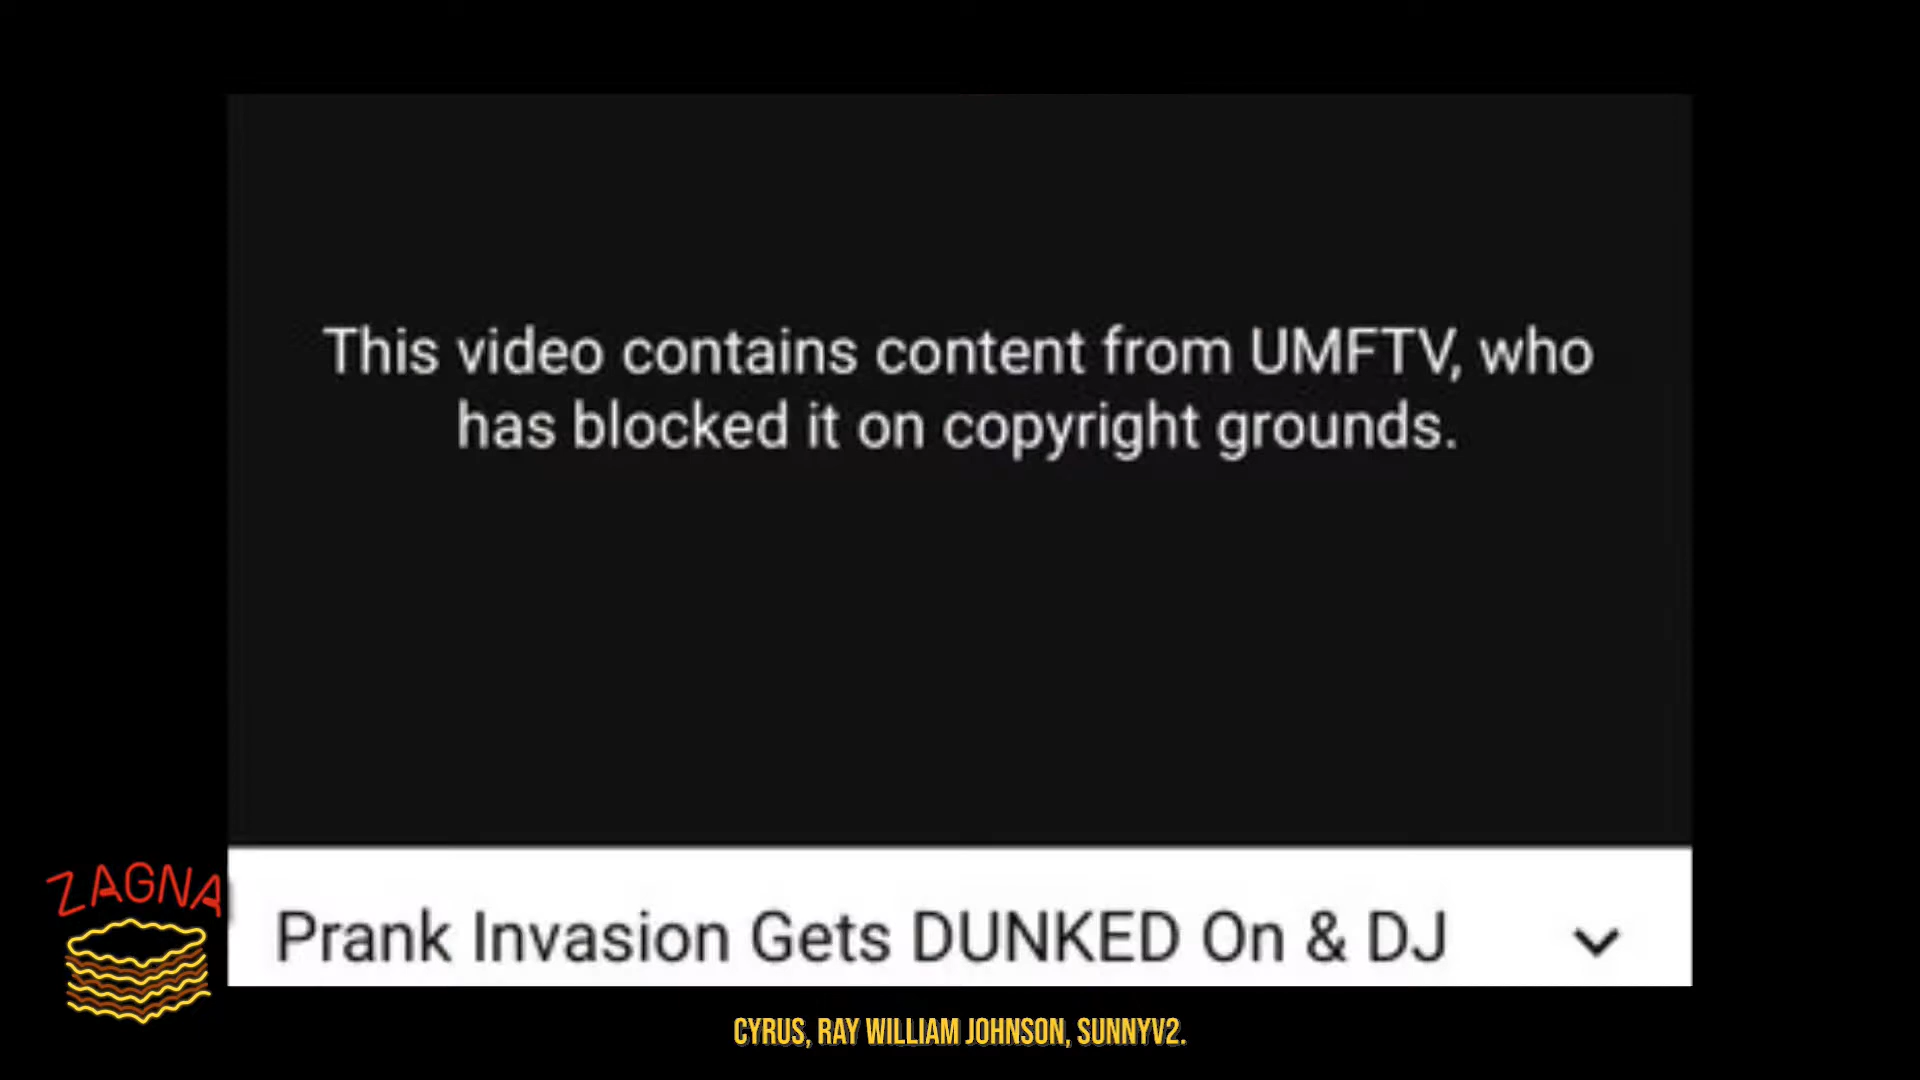 This video contains content from UMFTV, who
has blocked it on copyright grounds.
ZAGNA
Prank Invasion Gets DUNKED On & DJ
CYRUS, RAY WILLIAM JOHNSON, SUNNYV2.